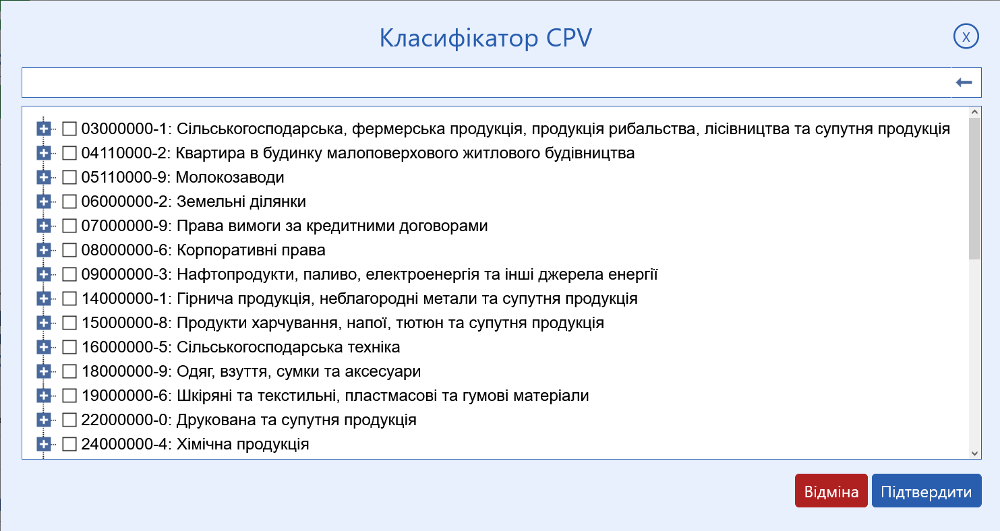 Класифікатор CPV
X
03000000-1: Сільськогосподарська, фермерська продукція, продукція рибальства, лісівництва та супутня продукція
04110000-2: Квартира в будинку малоповерхового житлового будівництва
05110000-9: Молокозаводи
06000000-2: Земельні ділянки
07000000-9: Права вимоги за кредитними договорами
08000000-6: Корпоративні права
09000000-3: Нафтопродукти, паливо, електроенергія та інші джерела енергії
14000000-1: Гірнича продукція, неблагородні метали та супутня продукція
15000000-8: Продукти харчування, напої, тютюн та супутня продукція
16000000-5: Сільськогосподарська техніка
18000000-9: Одяг, взуття, сумки та аксесуари
19000000-6: Шкіряні та текстильні, пластмасові та гумові матеріали
22000000-0: Друкована та супутня продукція
24000000-4: Хімічна продукція
Відміна Підтвердити